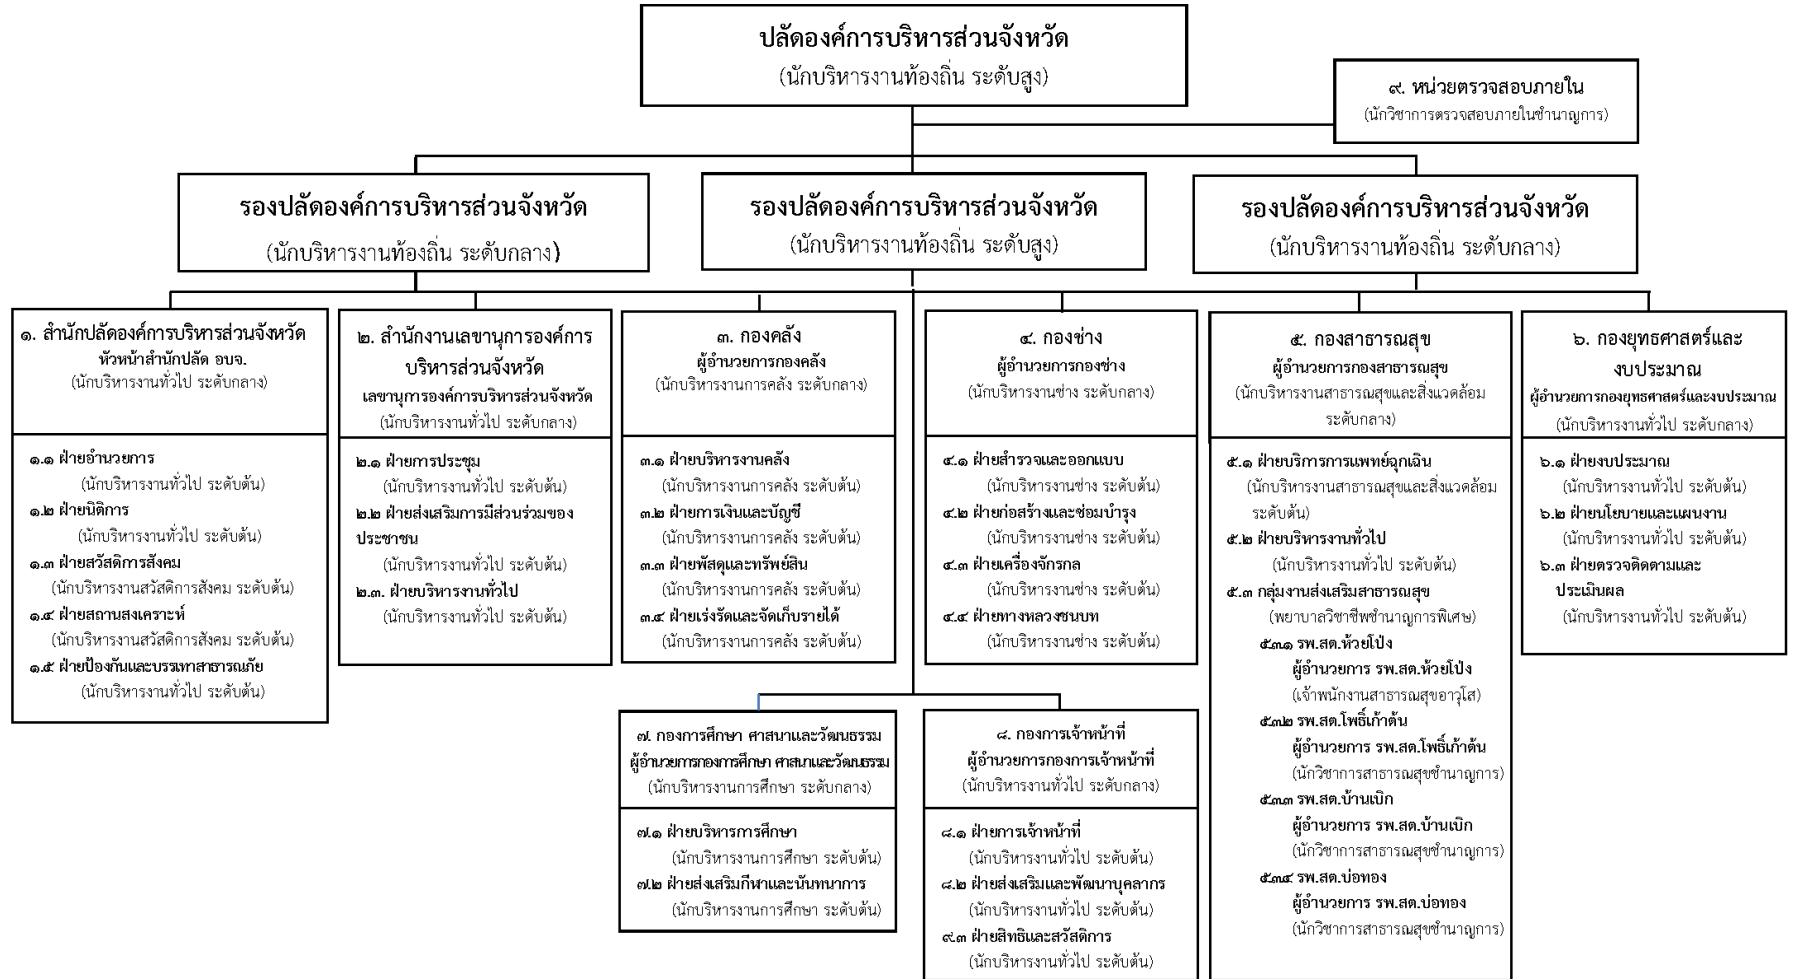 ปลัดองค์การบริหารส่วนจังหวัด
(นักบริหารงานท้องถิ่น ระดับสูง)
๙. หน่วยตรวจสอบภายใน
(นักวิชาการตรวจสอบภายในชำนาญการ)
รองปลัดองค์การบริหารส่วนจังหวัด
(นักบริหารงานท้องถิ่น ระดับกลาง)
รองปลัดองค์การบริหารส่วนจังหวัด
(นักบริหารงานท้องถิ่น ระดับสูง)
รองปลัดองค์การบริหารส่วนจังหวัด
(นักบริหารงานท้องถิ่น ระดับกลาง)
๑. สำนักปลัดองค์การบริหารส่วนจังหวัด
หัวหน้าสำนักปลัด อบจ.
(นักบริหารงานทั่วไป ระดับกลาง)
๑.๑ ฝ่ายอำนวยการ
(นักบริหารงานทั่วไป ระดับต้น)
๑.๒ ฝ่ายนิติการ
(นักบริหารงานทั่วไป ระดับต้น)
๑.๓ ฝ่ายสวัสดิการสังคม
(นักบริหารงานสวัสดิการสังคม ระดับต้น)
๑.๔ ฝ่ายสถานสงเคราะห์
(นักบริหารงานสวัสดิการสังคม ระดับต้น)
๑.๕ ฝ่ายป้องกันและบรรเทาสาธารณภัย
(นักบริหารงานทั่วไป ระดับต้น)
๒. สำนักงานเลขานุการองค์การ
บริหารส่วนจังหวัด
เลขานุการองค์การบริหารส่วนจังหวัด
(นักบริหารงานทั่วไป ระดับกลาง)
๒.๑ ฝ่ายการประชุม
(นักบริหารงานทั่วไป ระดับต้น)
๒.๒ ฝ่ายส่งเสริมการมีส่วนร่วมของ
ประชาชน
(นักบริหารงานทั่วไป ระดับต้น)
๒.๓. ฝ่ายบริหารงานทั่วไป
(นักบริหารงานทั่วไป ระดับต้น)
๓. กองคลัง
ผู้อำนวยการกองคลัง
(นักบริหารงานการคลัง ระดับกลาง)
๓.๑ ฝ่ายบริหารงานคลัง
(นักบริหารงานการคลัง ระดับต้น)
๓.๒ ฝ่ายการเงินและบัญชี
(นักบริหารงานการคลัง ระดับต้น)
๓.๓ ฝ่ายพัสดุและทรัพย์สิน
(นักบริหารงานการคลัง ระดับต้น)
๓.๔ ฝ่ายเร่งรัดและจัดเก็บรายได้
(นักบริหารงานการคลัง ระดับต้น)
๔. กองช่าง
ผู้อำนวยการกองช่าง
(นักบริหารงานช่าง ระดับกลาง)
๔.๑ ฝ่ายสำรวจและออกแบบ
(นักบริหารงานช่าง ระดับต้น)
๔.๒ ฝ่ายก่อสร้างและซ่อมบำรุง
(นักบริหารงานช่าง ระดับต้น)
๔.๓ ฝ่ายเครื่องจักรกล
(นักบริหารงานช่าง ระดับต้น)
๔.๔ ฝ่ายทางหลวงชนบท
(นักบริหารงานช่าง ระดับต้น)
๕. กองสาธารณสุข
ผู้อำนวยการกองสาธารณสุข
(นักบริหารงานสาธารณสุขและสิ่งแวดล้อม
ระดับกลาง)
๕.๑ ฝ่ายบริการการแพทย์ฉุกเฉิน
(นักบริหารงานสาธารณสุขและสิ่งแวดล้อม
ระดับต้น)
๕.๒ ฝ่ายบริหารงานทั่วไป
(นักบริหารงานทั่วไป ระดับต้น)
๕.๓ กลุ่มงานส่งเสริมสาธารณสุข
(พยาบาลวิชาชีพชำนาญการพิเศษ)
๕.๓.๑ รพ.สต.ห้วยโป่ง
ผู้อำนวยการ รพ.สต.ห้วยโป่ง
(เจ้าพนักงานสาธารณสุขอาวุโส)
๕.๓.๒ รพ.สต.โพธิ์เก้าต้น
ผู้อำนวยการ รพ.สต.โพธิ์เก้าต้น
(นักวิชาการสาธารณสุขชำนาญการ)
๕.๓.๓ รพ.สต.บ้านเบิก
ผู้อำนวยการ รพ.สต.บ้านเบิก
(นักวิชาการสาธารณสุขชำนาญการ)
๕.๓.๔ รพ.สต.บ่อทอง
ผู้อำนวยการ รพ.สต.บ่อทอง
(นักวิชาการสาธารณสุขชำนาญการ)
๖. กองยุทธศาสตร์และ
งบประมาณ
ผู้อำนวยการกองยุทธศาสตร์และงบประมาณ
(นักบริหารงานทั่วไป ระดับกลาง)
๖.๑ ฝ่ายงบประมาณ
(นักบริหารงานทั่วไป ระดับต้น)
๖.๒ ฝ่ายนโยบายและแผนงาน
(นักบริหารงานทั่วไป ระดับต้น)
๖.๓ ฝ่ายตรวจติดตามและ
ประเมินผล
(นักบริหารงานทั่วไป ระดับต้น)
๗. กองการศึกษา ศาสนาและวัฒนธรรม
ผู้อำนวยการกองการศึกษา ศาสนาและวัฒนธรรม
(นักบริหารงานการศึกษา ระดับกลาง)
๗.๑ ฝ่ายบริหารการศึกษา
(นักบริหารงานการศึกษา ระดับต้น)
๗.๒ ฝ่ายส่งเสริมกีฬาและนันทนาการ
(นักบริหารงานการศึกษา ระดับต้น)
๘. กองการเจ้าหน้าที่
ผู้อำนวยการกองการเจ้าหน้าที่
(นักบริหารงานทั่วไป ระดับกลาง)
๘.๑ ฝ่ายการเจ้าหน้าที่
(นักบริหารงานทั่วไป ระดับต้น)
๘.๒ ฝ่ายส่งเสริมและพัฒนาบุคลากร
(นักบริหารงานทั่วไป ระดับต้น)
๙.๓ ฝ่ายสิทธิและสวัสดิการ
(นักบริหารงานทั่วไป ระดับต้น)